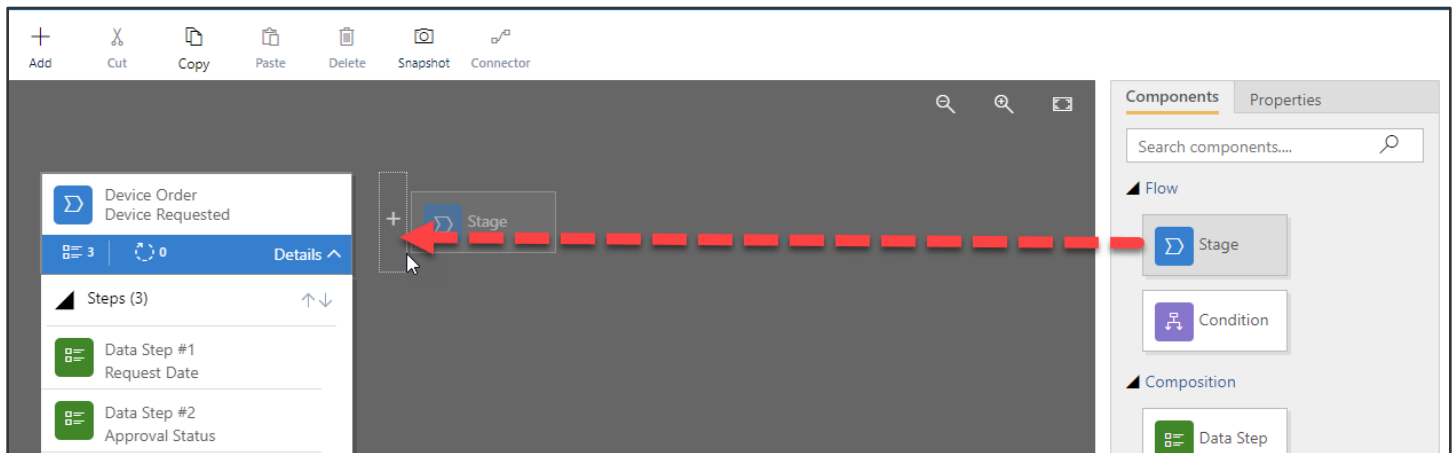 Add
Cut
Copy
Paste
Delete
Snapshot
Connector
Device Order
Device Requested
3
0
Details
Steps (3)
Data Step #1
Request Date
Data Step #2
Approval Status
Stage
Components
Properties
Search components....
Flow
Stage
Condition
Composition
Data Step